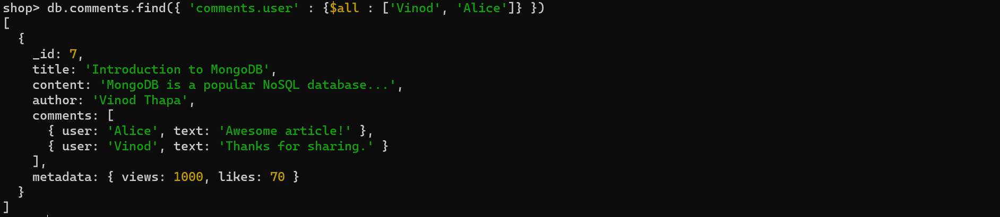 shop> db.comments.find({ 'comments.user' : {$all : ['Vinod', 'Alice']} })
[
  {
    _id: 7,
    title: 'Introduction to MongoDB',
    content: 'MongoDB is a popular NoSQL database...',
    author: 'Vinod Thapa',
    comments: [
      { user: 'Alice', text: 'Awesome article!' },
      { user: 'Vinod', text: 'Thanks for sharing.' }
    ],
    metadata: { views: 1000, likes: 70 }
  }
]